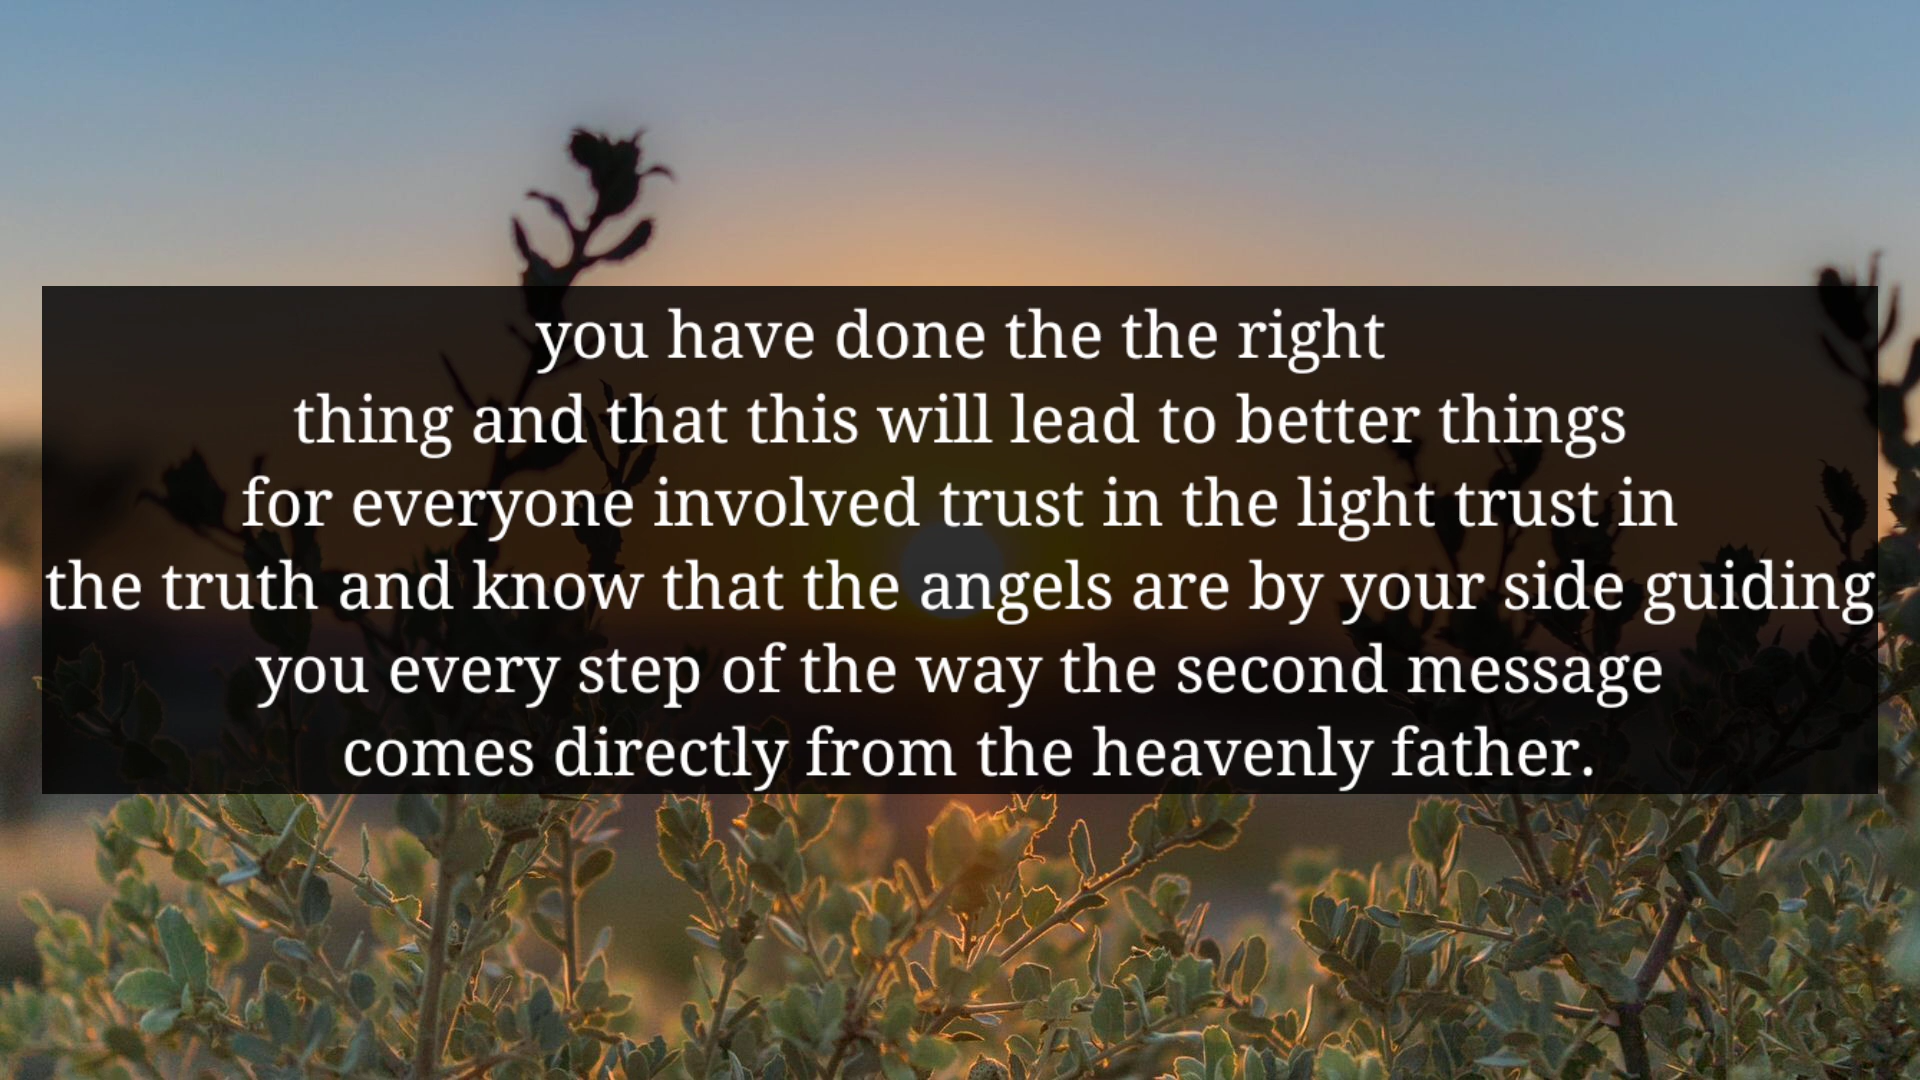 you have done the the right
thing and that this will lead to better things
for everyone involved trust in the light trust in
the truth and know that the angels are by your side guiding
you every step of the way the second message
comes directly from the heavenly father.